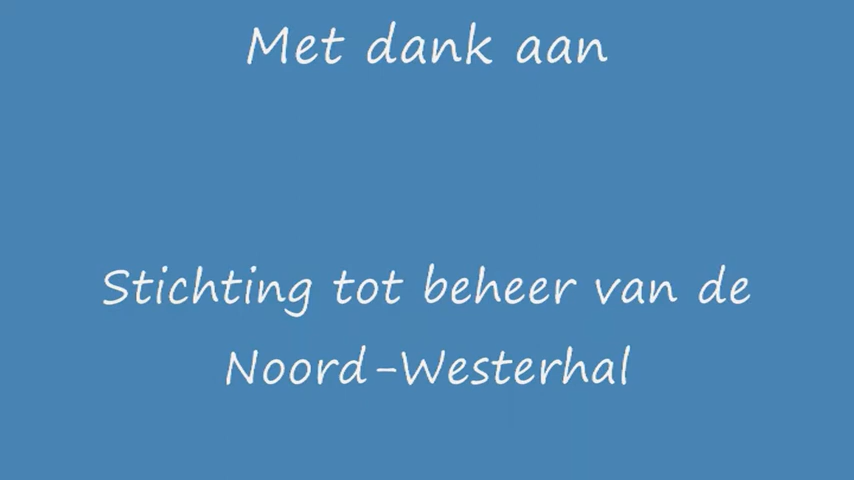 Met dank aan
Stichting tot beheer van de
Noord-Westerhal